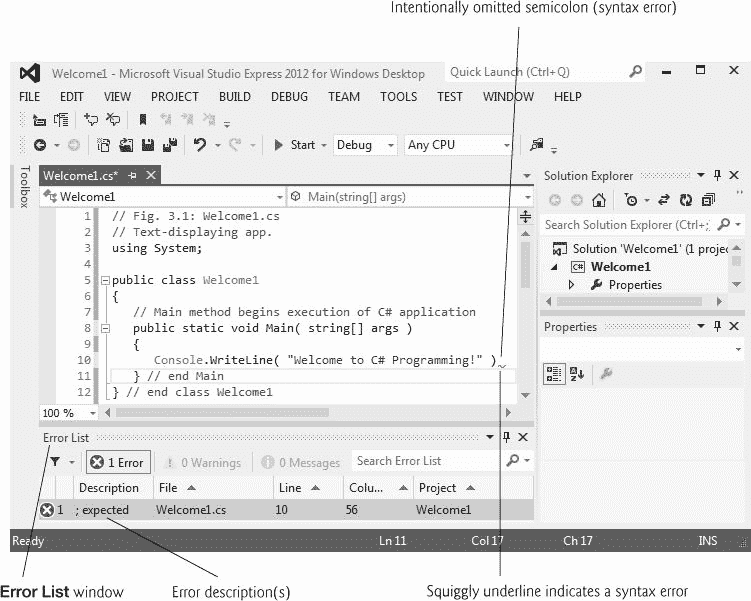 Intentionally omitted semicolon (syntax error)
Welcome1 - Microsoft Visual Studio Express 2012 for Windows Desktop
Quick Launch (Ctrl+Q)
FILE EDIT VIEW PROJECT BUILD DEBUG TEAM TOOLS TEST WINDOW HELP
Start Debug Any CPU
Toolbox
Welcome1.cs*
Welcome1 Main(string[] args)
1 // Fig. 3.1: Welcome1.cs
2 // Text-displaying app.
3 using System;
4
5 public class Welcome1
6 {
7 // Main method begins execution of C# application
8 public static void Main( string[] args )
9 {
10 Console.WriteLine( "Welcome to C# Programming!" )
11 } // end Main
12 } // end class Welcome1
100 %
Solution Explorer
Search Solution Explorer (Ctrl+;)
Solution 'Welcome1' (1 projec
C# Welcome1
Properties
Properties
Error List
1 Error 0 Warnings 0 Messages Search Error List
Description File Line Colu... Project
1 ; expected Welcome1.cs 10 56 Welcome1
Ready Ln 11 Col 17 Ch 17 INS
Error List window
Error description(s)
Squiggly underline indicates a syntax error